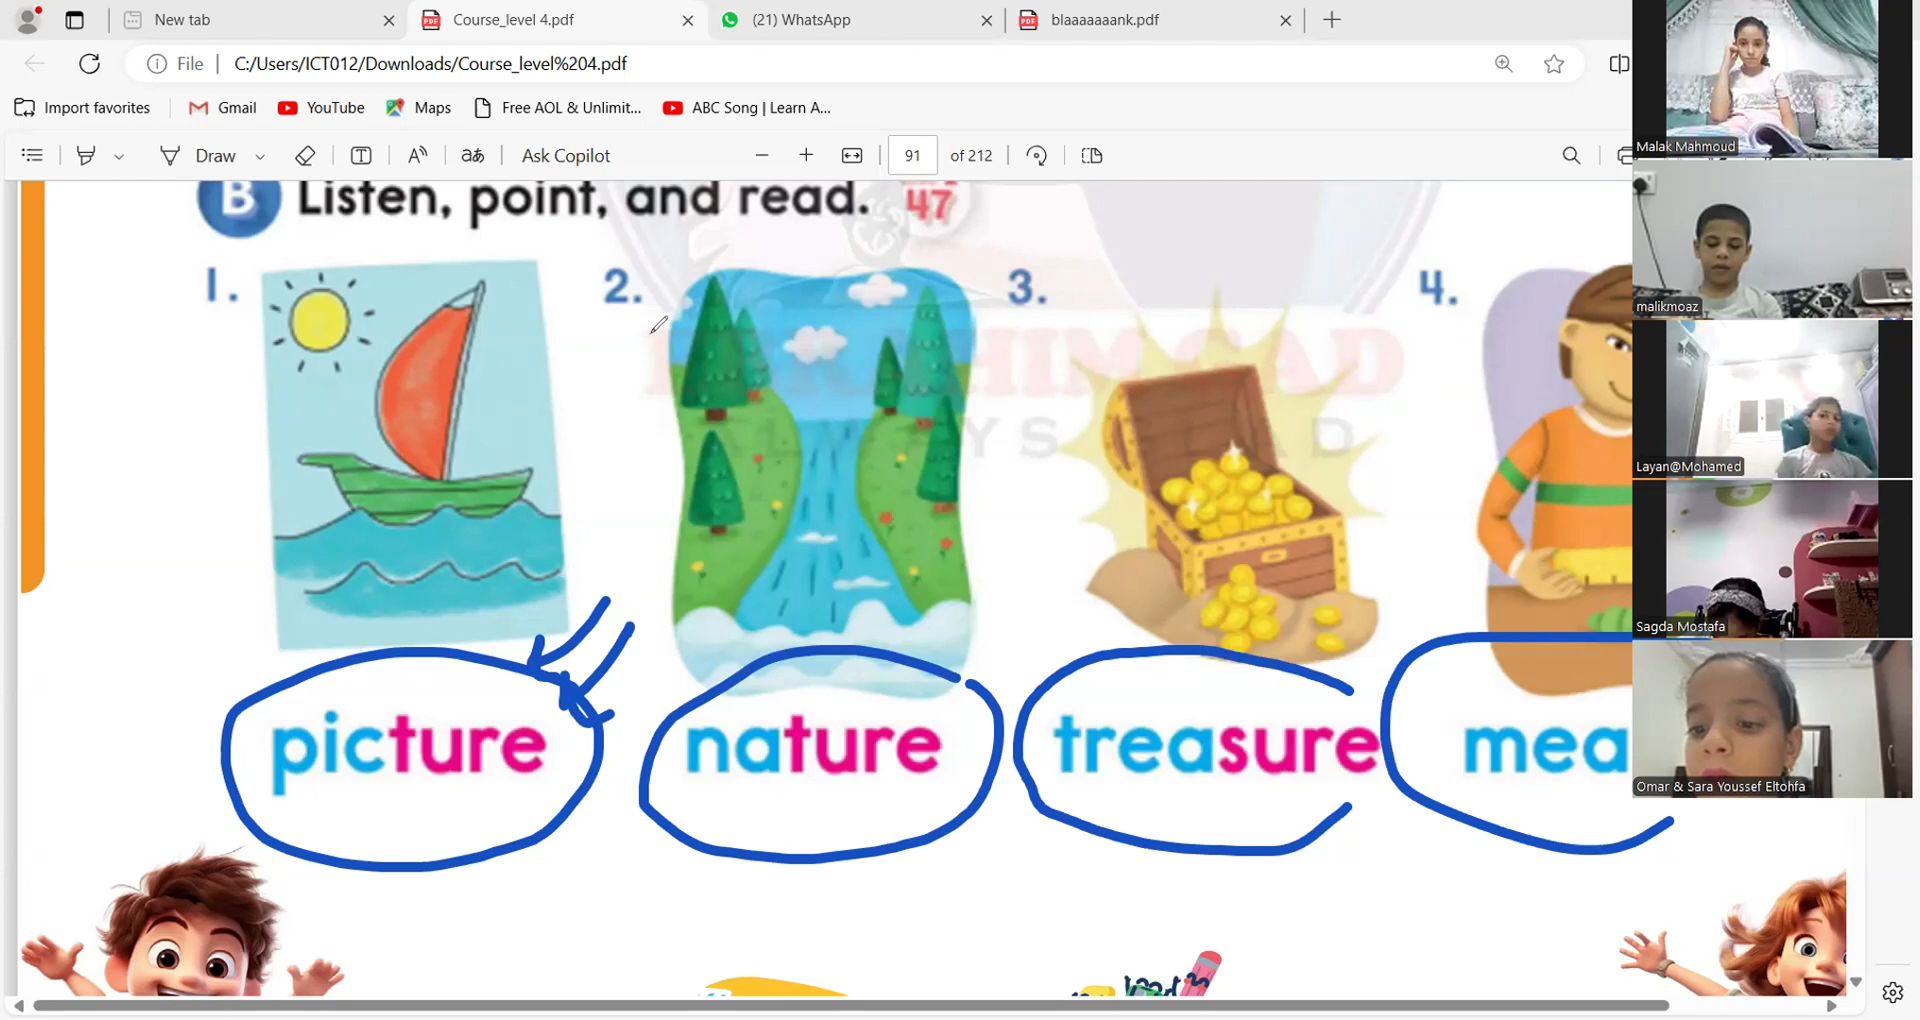 New tab
Course_level 4.pdf
(21) WhatsApp
blaaaaaaank.pdf
File
C:/Users/ICT012/Downloads/Course_level%204.pdf
Import favorites
Gmail
YouTube
Maps
Free AOL & Unlimit...
ABC Song | Learn A...
Draw
Ask Copilot
91 of 212
B Listen, point, and read. 47
1.
2.
3.
4.
ALWAYS
picture
nature
treasure
mea
Malak Mahmoud
malikmoaz
Layan@Mohamed
Sagda Mostafa
Omar & Sara Youssef Eltohfa